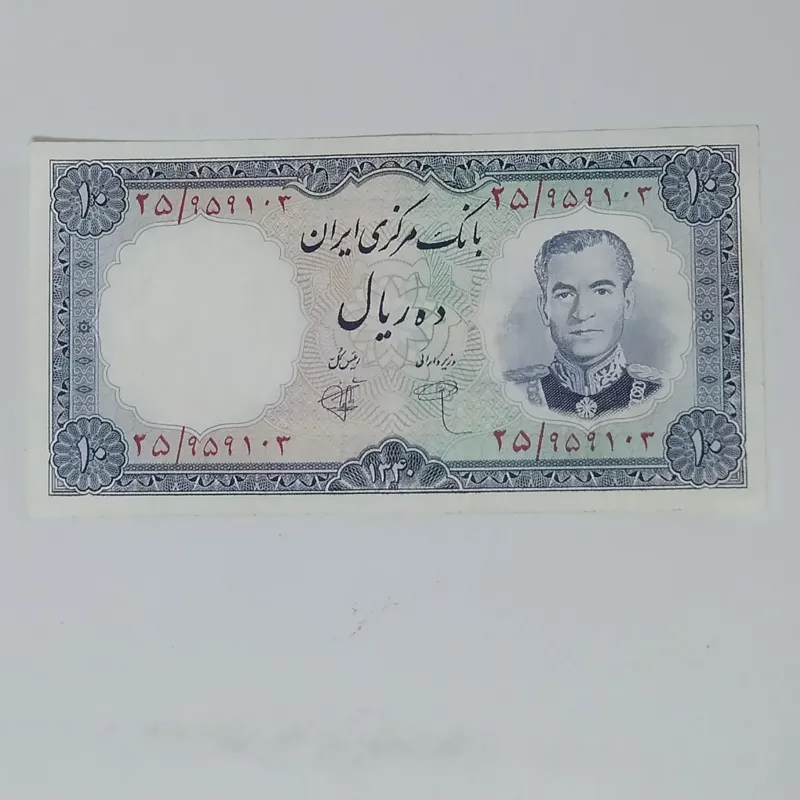 ۱۰ ۲۵/۹۵۹۱۰۳ ۲۵/۹۵۹۱۰۳ ۱۰
بانک مرکزی ایران
ده ریال
وزیر دارائی رئیس کل
۱۰ ۲۵/۹۵۹۱۰۳ ۲۵/۹۵۹۱۰۳ ۱۰
۱۳۴۰